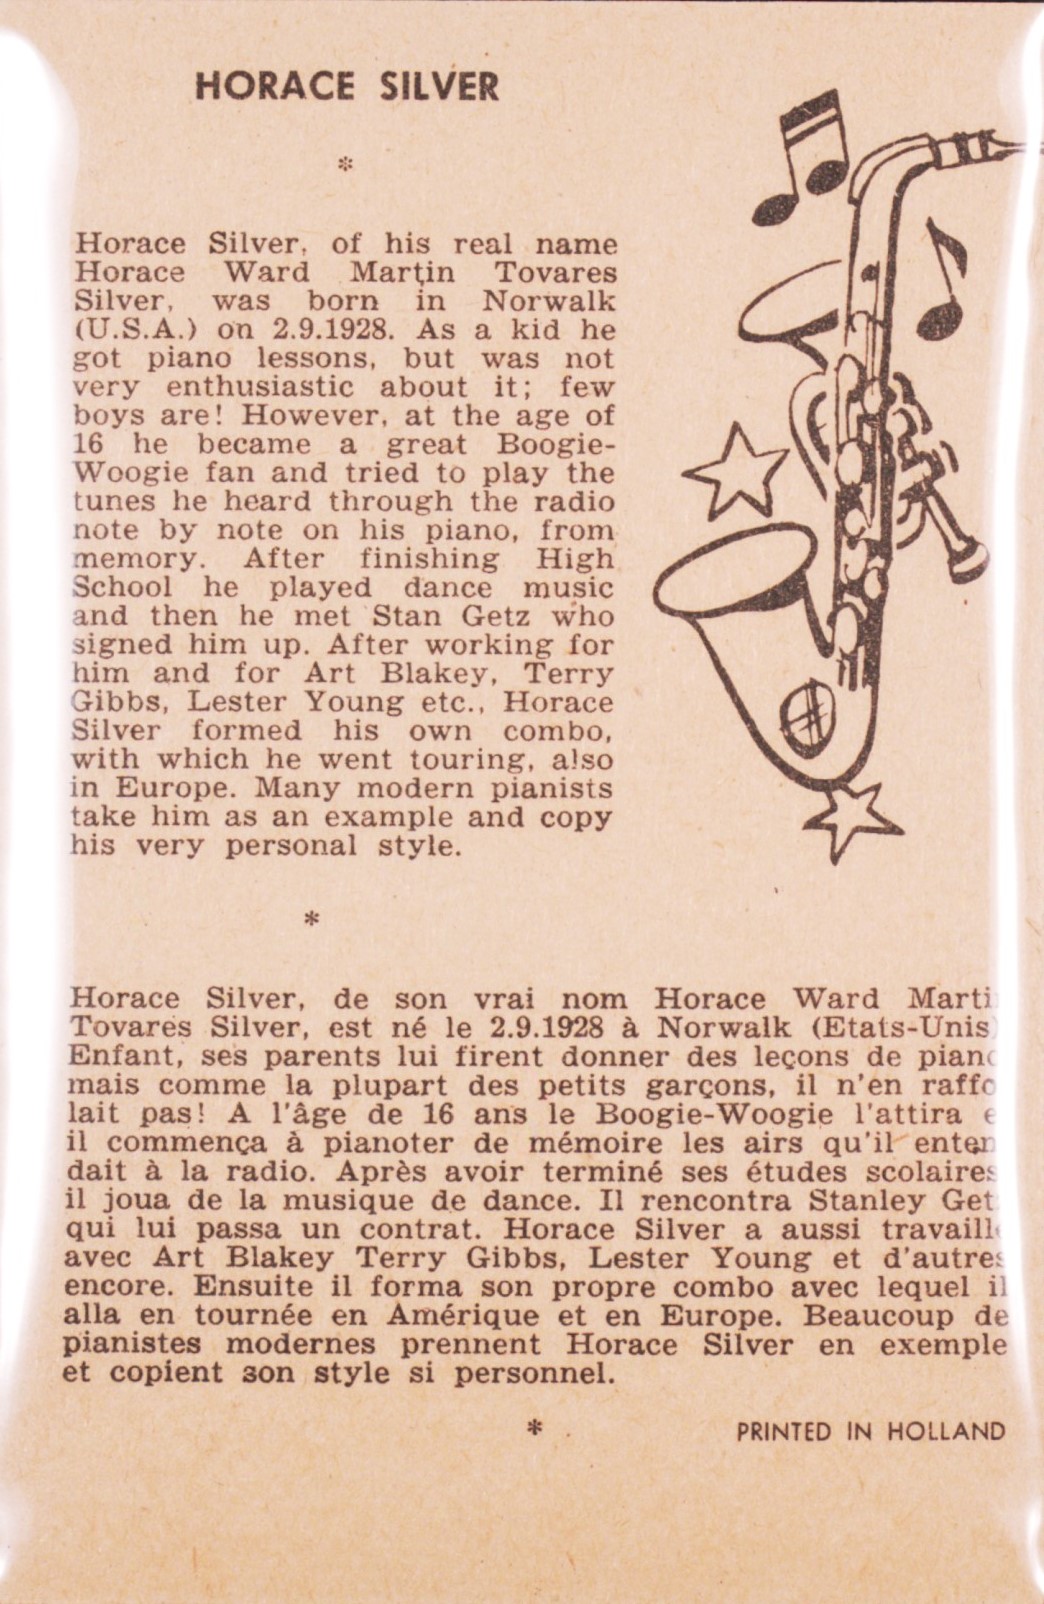 HORACE SILVER
*
Horace Silver, of his real name
Horace Ward Martin Tovares
Silver, was born in Norwalk
(U.S.A.) on 2.9.1928. As a kid he
got piano lessons, but was not
very enthusiastic about it; few
boys are! However, at the age of
16 he became a great Boogie-
Woogie fan and tried to play the
tunes he heard through the radio
note by note on his piano, from
memory. After finishing High
School he played dance music
and then he met Stan Getz who
signed him up. After working for
him and for Art Blakey, Terry
Gibbs, Lester Young etc., Horace
Silver formed his own combo,
with which he went touring, also
in Europe. Many modern pianists
take him as an example and copy
his very personal style.
*
Horace Silver, de son vrai nom Horace Ward Marti
Tovares Silver, est né le 2.9.1928 à Norwalk (Etats-Unis)
Enfant, ses parents lui firent donner des leçons de piano
mais comme la plupart des petits garçons, il n'en raffo
lait pas! A l'âge de 16 ans le Boogie-Woogie l'attira e
il commença à pianoter de mémoire les airs qu'il enten
dait à la radio. Après avoir terminé ses études scolaires
il joua de la musique de danse. Il rencontra Stanley Get
qui lui passa un contrat. Horace Silver a aussi travaillé
avec Art Blakey Terry Gibbs, Lester Young et d'autres
encore. Ensuite il forma son propre combo avec lequel il
alla en tournée en Amérique et en Europe. Beaucoup de
pianistes modernes prennent Horace Silver en exemple
et copient son style si personnel.
*
PRINTED IN HOLLAND